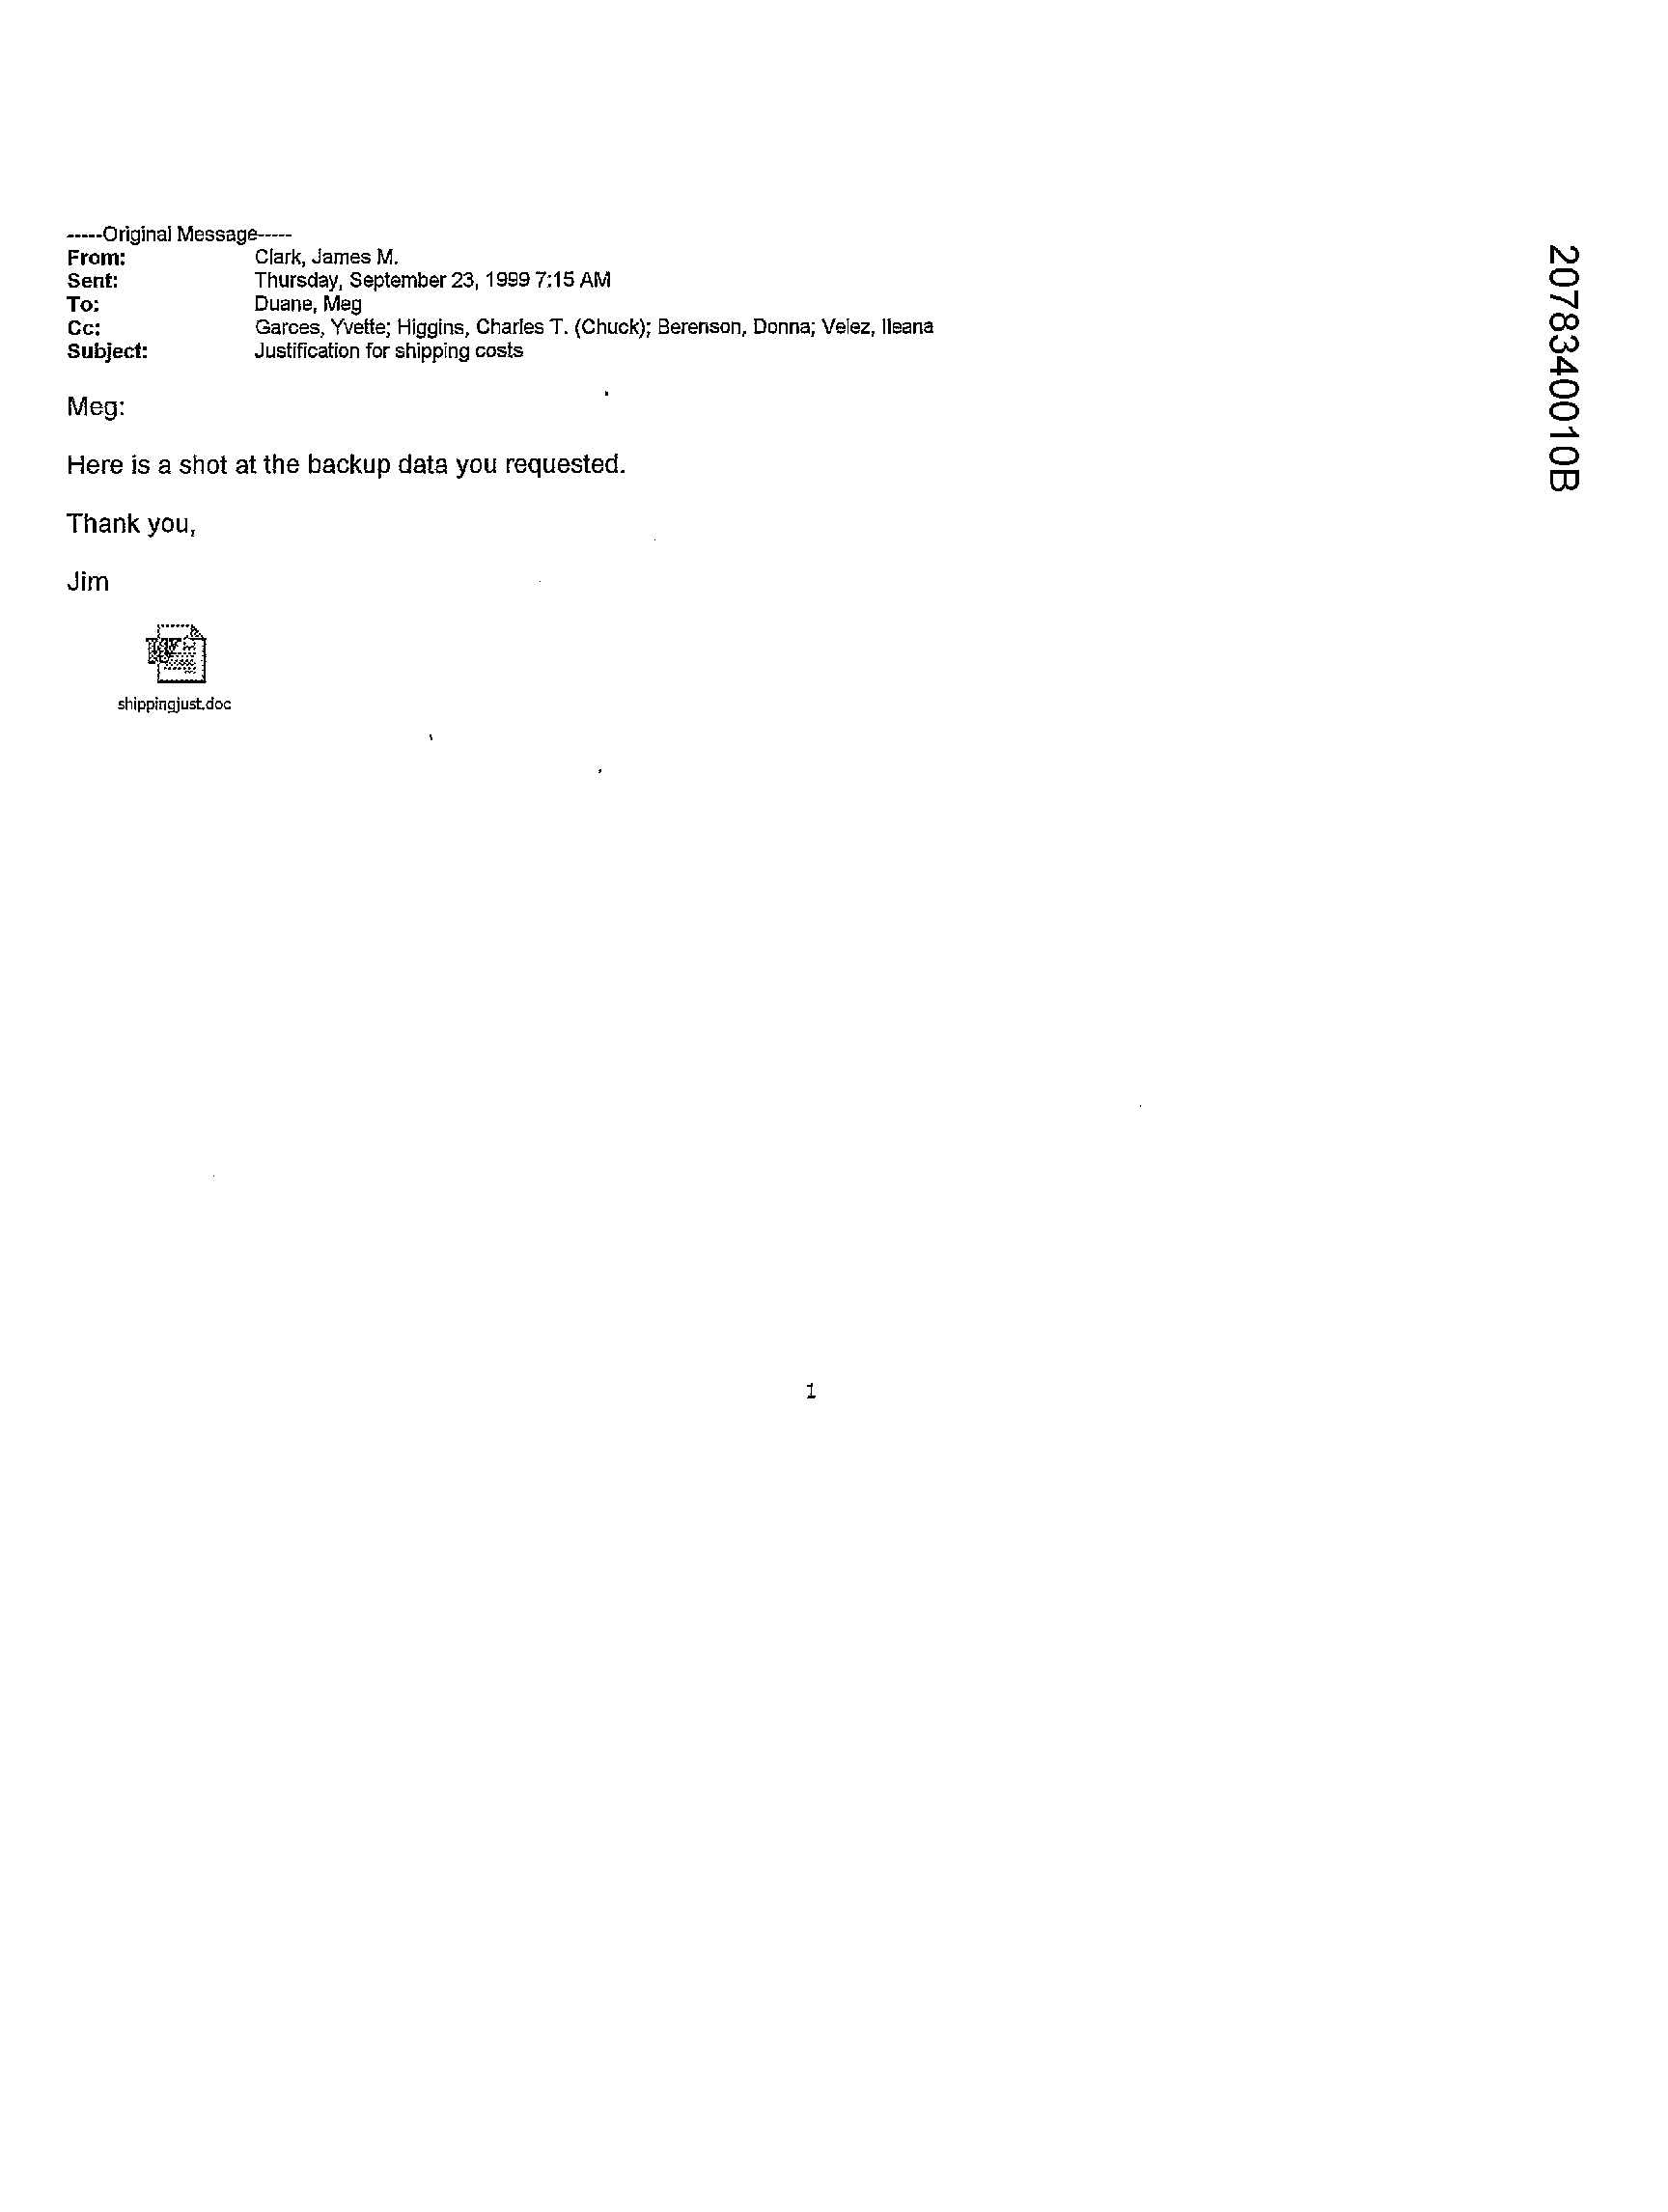 -----Original Message-----
From: Clark, James M.
Sent: Thursday, September 23, 1999 7:15 AM
To: Duane, Meg
Cc: Garces, Yvette; Higgins, Charles T. (Chuck); Berenson, Donna; Velez, Ileana
Subject: Justification for shipping costs
Meg:
Here is a shot at the backup data you requested.
Thank you,
Jim
shippingjust.doc
1
2078340010B